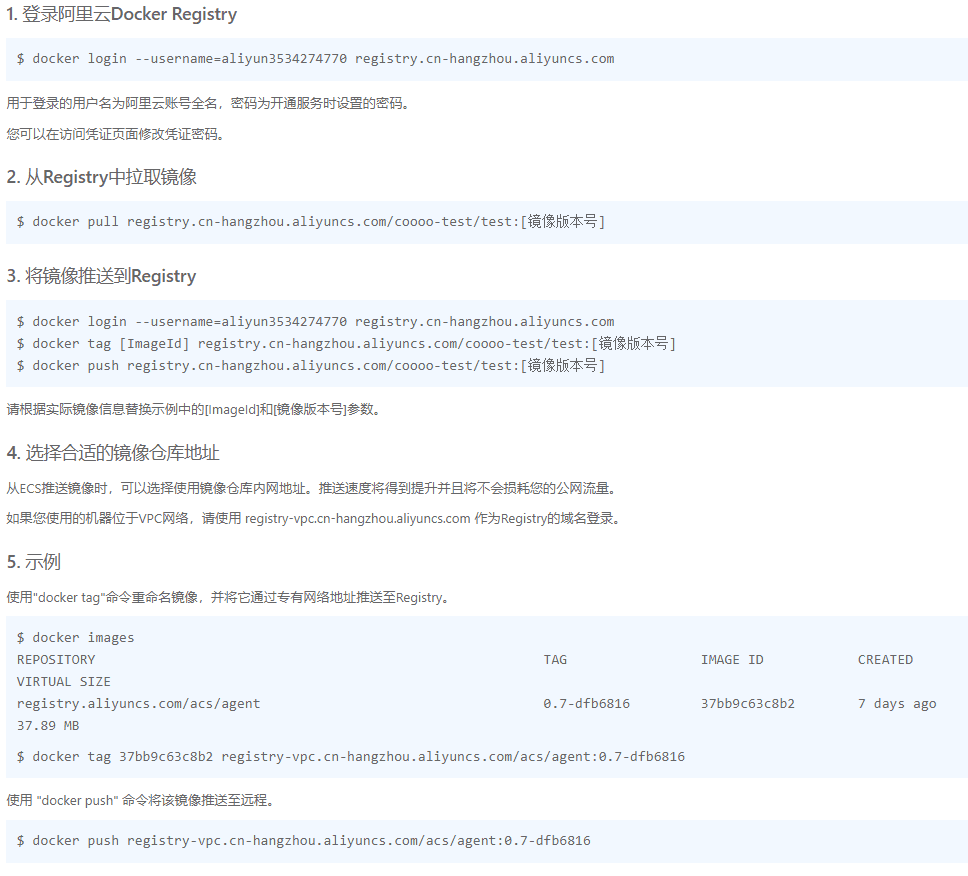 1. 登录阿里云Docker Registry
$ docker login --username=aliyun3534274770 registry.cn-hangzhou.aliyuncs.com
用于登录的用户名为阿里云账号全名，密码为开通服务时设置的密码。
您可以在访问凭证页面修改凭证密码。
2. 从Registry中拉取镜像
$ docker pull registry.cn-hangzhou.aliyuncs.com/coooo-test/test:[镜像版本号]
3. 将镜像推送到Registry
$ docker login --username=aliyun3534274770 registry.cn-hangzhou.aliyuncs.com
$ docker tag [ImageId] registry.cn-hangzhou.aliyuncs.com/coooo-test/test:[镜像版本号]
$ docker push registry.cn-hangzhou.aliyuncs.com/coooo-test/test:[镜像版本号]
请根据实际镜像信息替换示例中的[ImageId]和[镜像版本号]参数。
4. 选择合适的镜像仓库地址
从ECS推送镜像时，可以选择使用镜像仓库内网地址。推送速度将得到提升并且将不会损耗您的公网流量。
如果您使用的机器位于VPC网络，请使用 registry-vpc.cn-hangzhou.aliyuncs.com 作为Registry的域名登录。
5. 示例
使用"docker tag"命令重命名镜像，并将它通过专有网络地址推送至Registry。
$ docker images
REPOSITORY TAG IMAGE ID CREATED
VIRTUAL SIZE
registry.aliyuncs.com/acs/agent 0.7-dfb6816 37bb9c63c8b2 7 days ago
37.89 MB
$ docker tag 37bb9c63c8b2 registry-vpc.cn-hangzhou.aliyuncs.com/acs/agent:0.7-dfb6816
使用 "docker push" 命令将该镜像推送至远程。
$ docker push registry-vpc.cn-hangzhou.aliyuncs.com/acs/agent:0.7-dfb6816